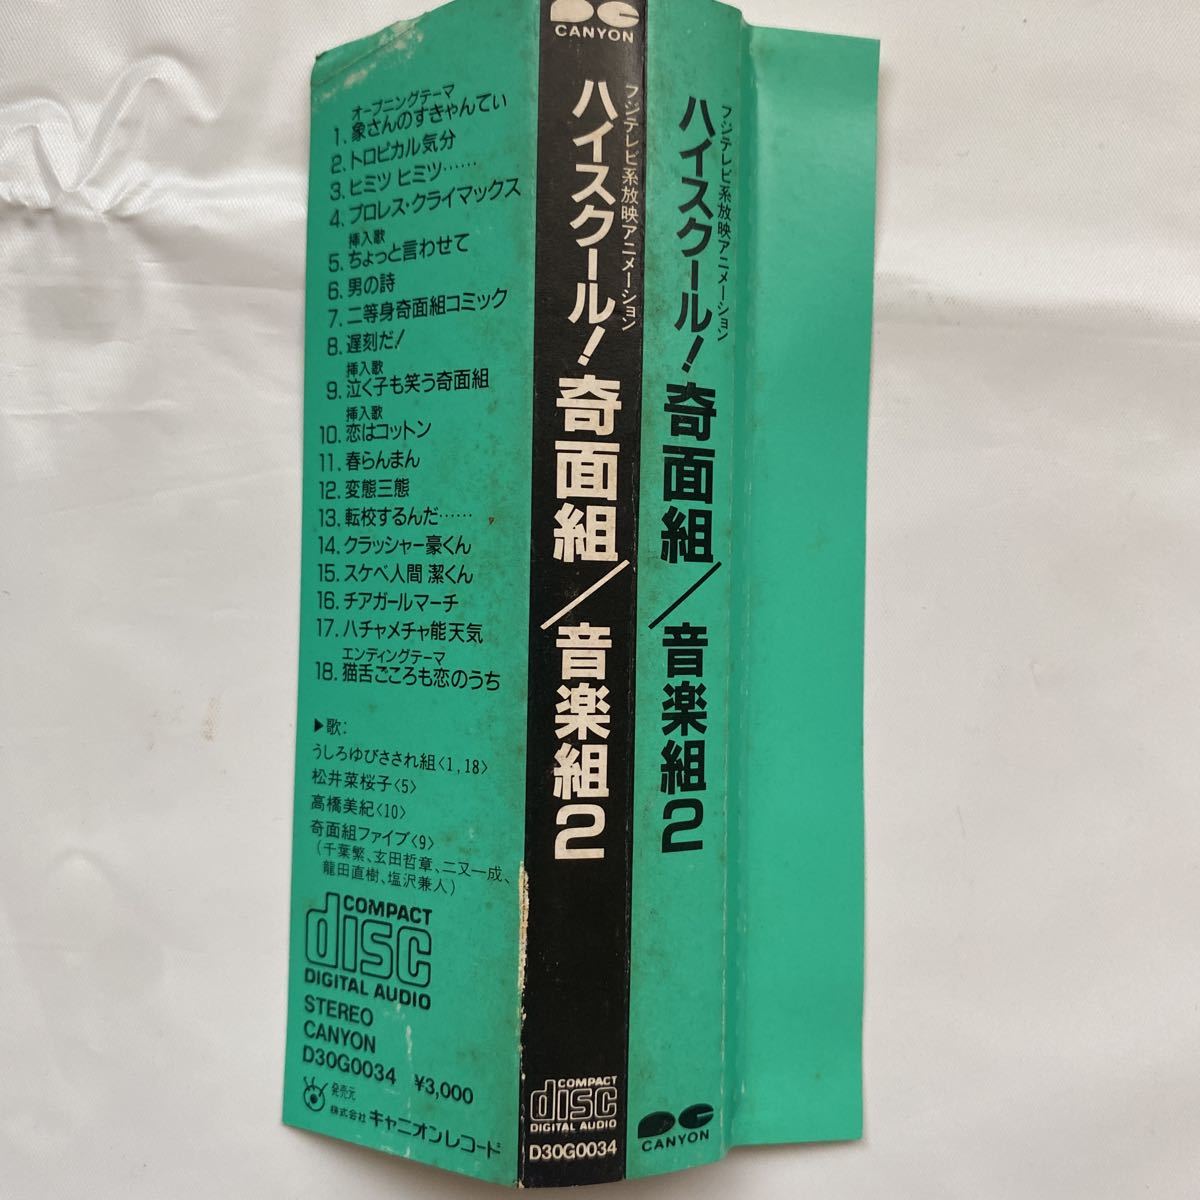 オープニングテーマ
1. 象さんのすきゃんてぃ
2. トロピカル気分
3. ヒミツ ヒミツ……
4. プロレス・クライマックス
挿入歌
5. ちょっと言わせて
6. 男の詩
7. 二等身奇面組コミック
8. 遅刻だ!
挿入歌
9. 泣く子も笑う奇面組
挿入歌
10. 恋はコットン
11. 春らんまん
12. 変態三態
13. 転校するんだ……
14. クラッシャー豪くん
15. スケベ人間 潔くん
16. チアガールマーチ
17. ハチャメチャ能天気
エンディングテーマ
18. 猫舌ごころも恋のうち
▶歌:
うしろゆびさされ組〈1,18〉
松井菜桜子〈5〉
高橋美紀〈10〉
奇面組ファイブ〈9〉
(千葉繁、玄田哲章、二又一成、
龍田直樹、塩沢兼人)
COMPACT
disc
DIGITAL AUDIO
STEREO
CANYON
D30G0034 ¥3,000
発売元
株式会社 キャニオンレコード
CANYON
フジテレビ系放映アニメーション
ハイスクール!奇面組/音楽組2
COMPACT
disc
DIGITAL AUDIO
D30G0034
フジテレビ系放映アニメーション
ハイスクール!奇面組/音楽組2
CANYON